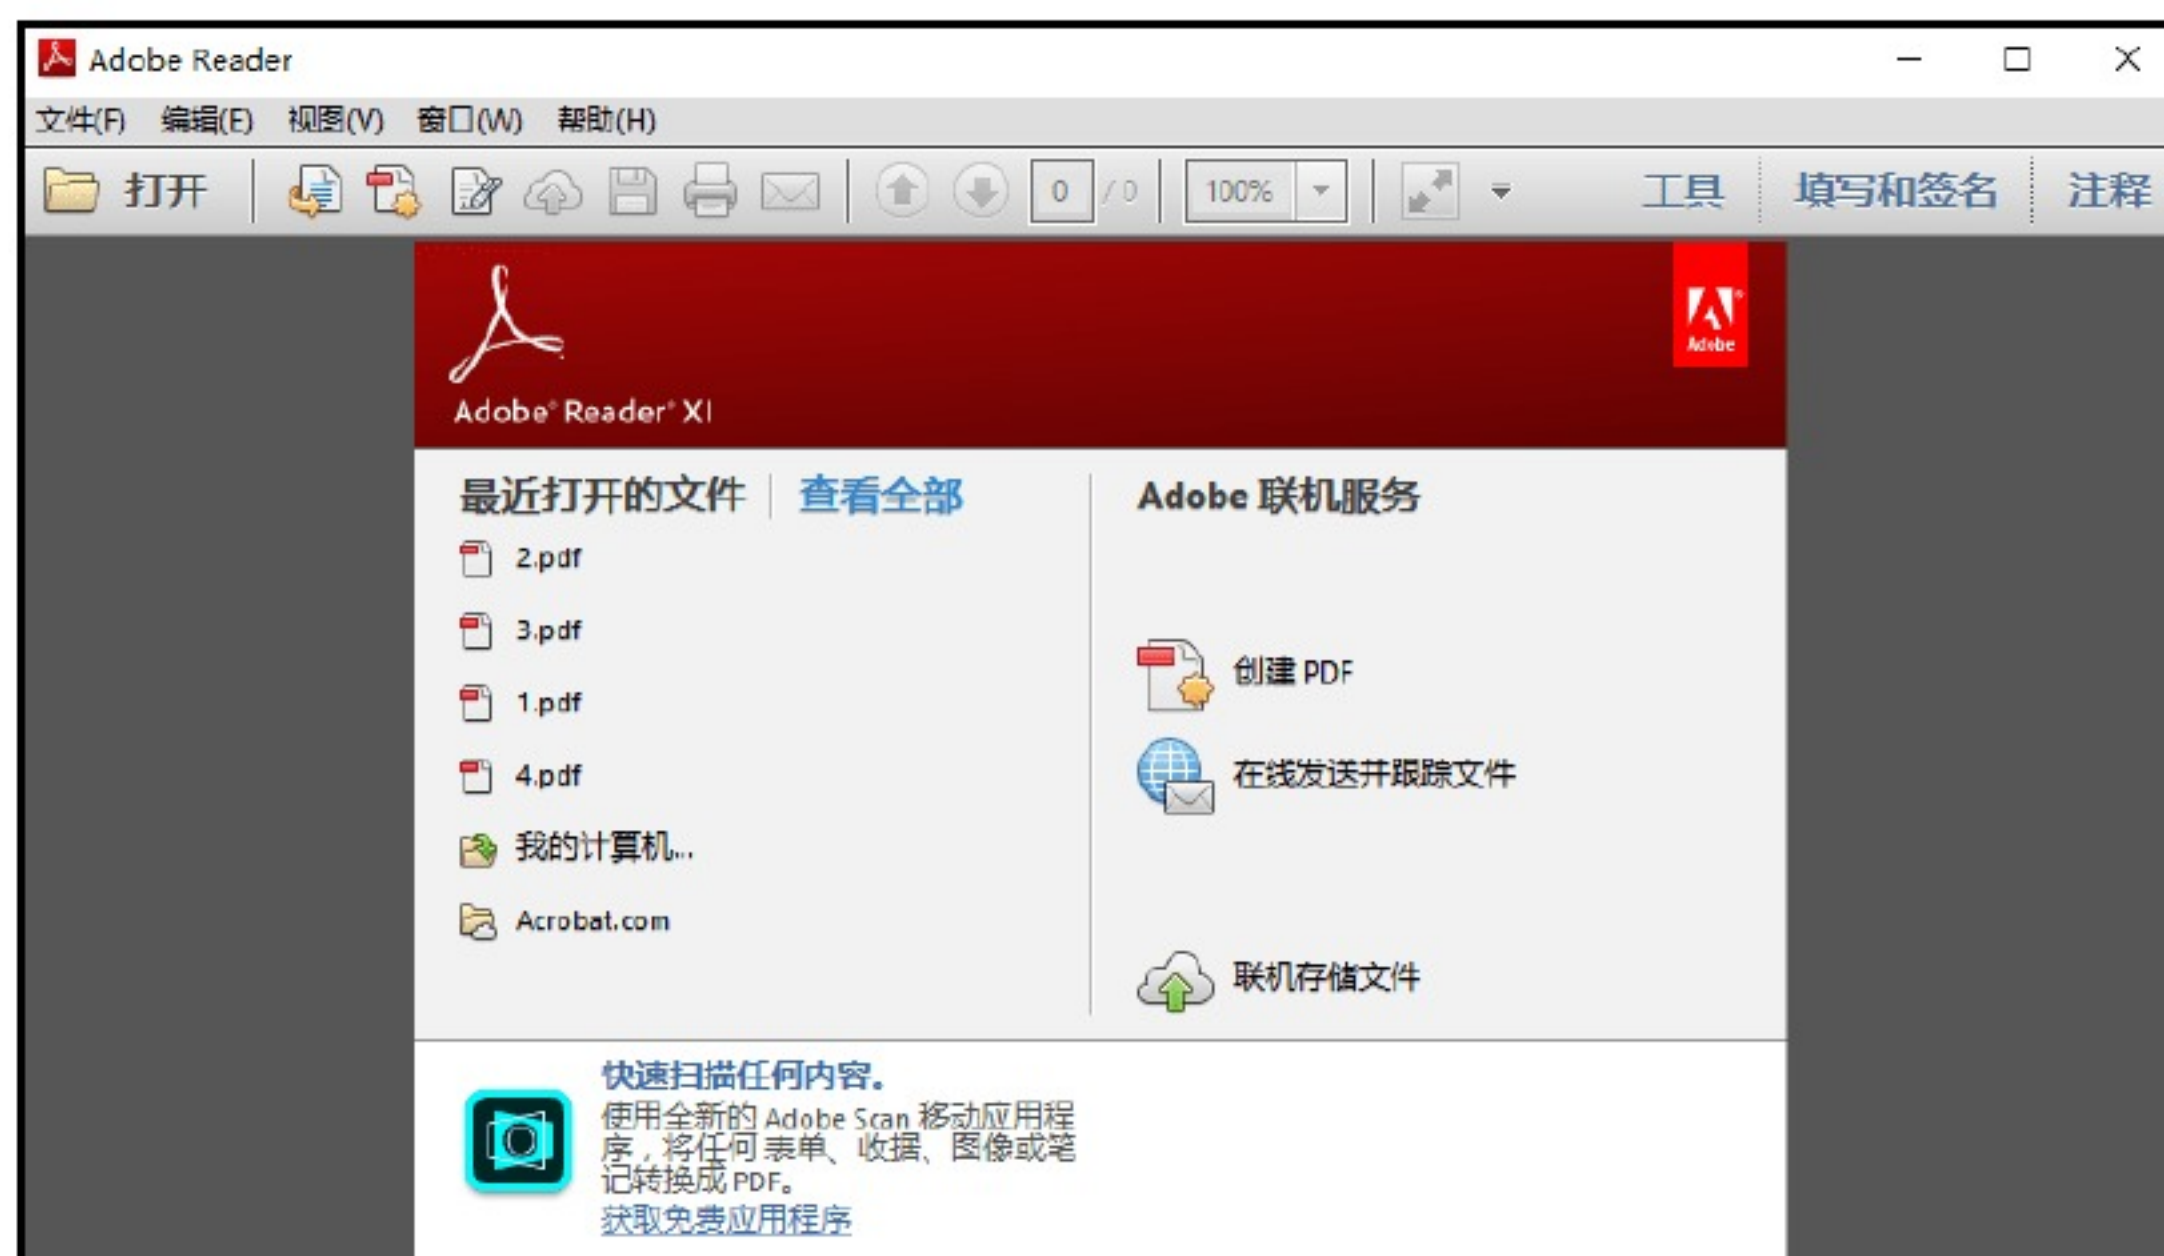 Adobe Reader
文件(F) 编辑(E) 视图(V) 窗口(W) 帮助(H)
打开 0 / 0 100% 工具 填写和签名 注释
Adobe
Adobe® Reader® XI
最近打开的文件 查看全部
2.pdf
3.pdf
1.pdf
4.pdf
我的计算机...
Acrobat.com
Adobe 联机服务
创建 PDF
在线发送并跟踪文件
联机存储文件
快速扫描任何内容。
使用全新的 Adobe Scan 移动应用程
序，将任何 表单、收据、图像或笔
记转换成 PDF。
获取免费应用程序